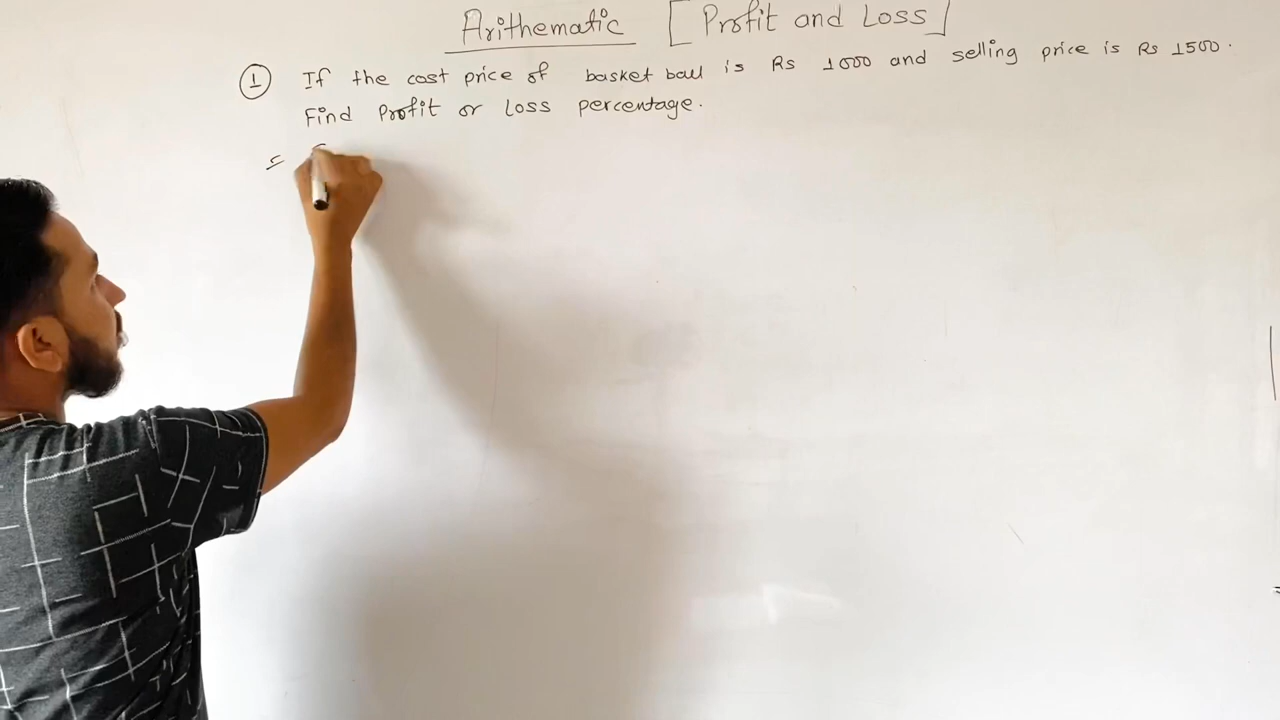 Arithematic [Profit and Loss]
① If the cost price of basket ball is Rs 1000 and selling price is Rs 1500.
Find Profit or Loss percentage.